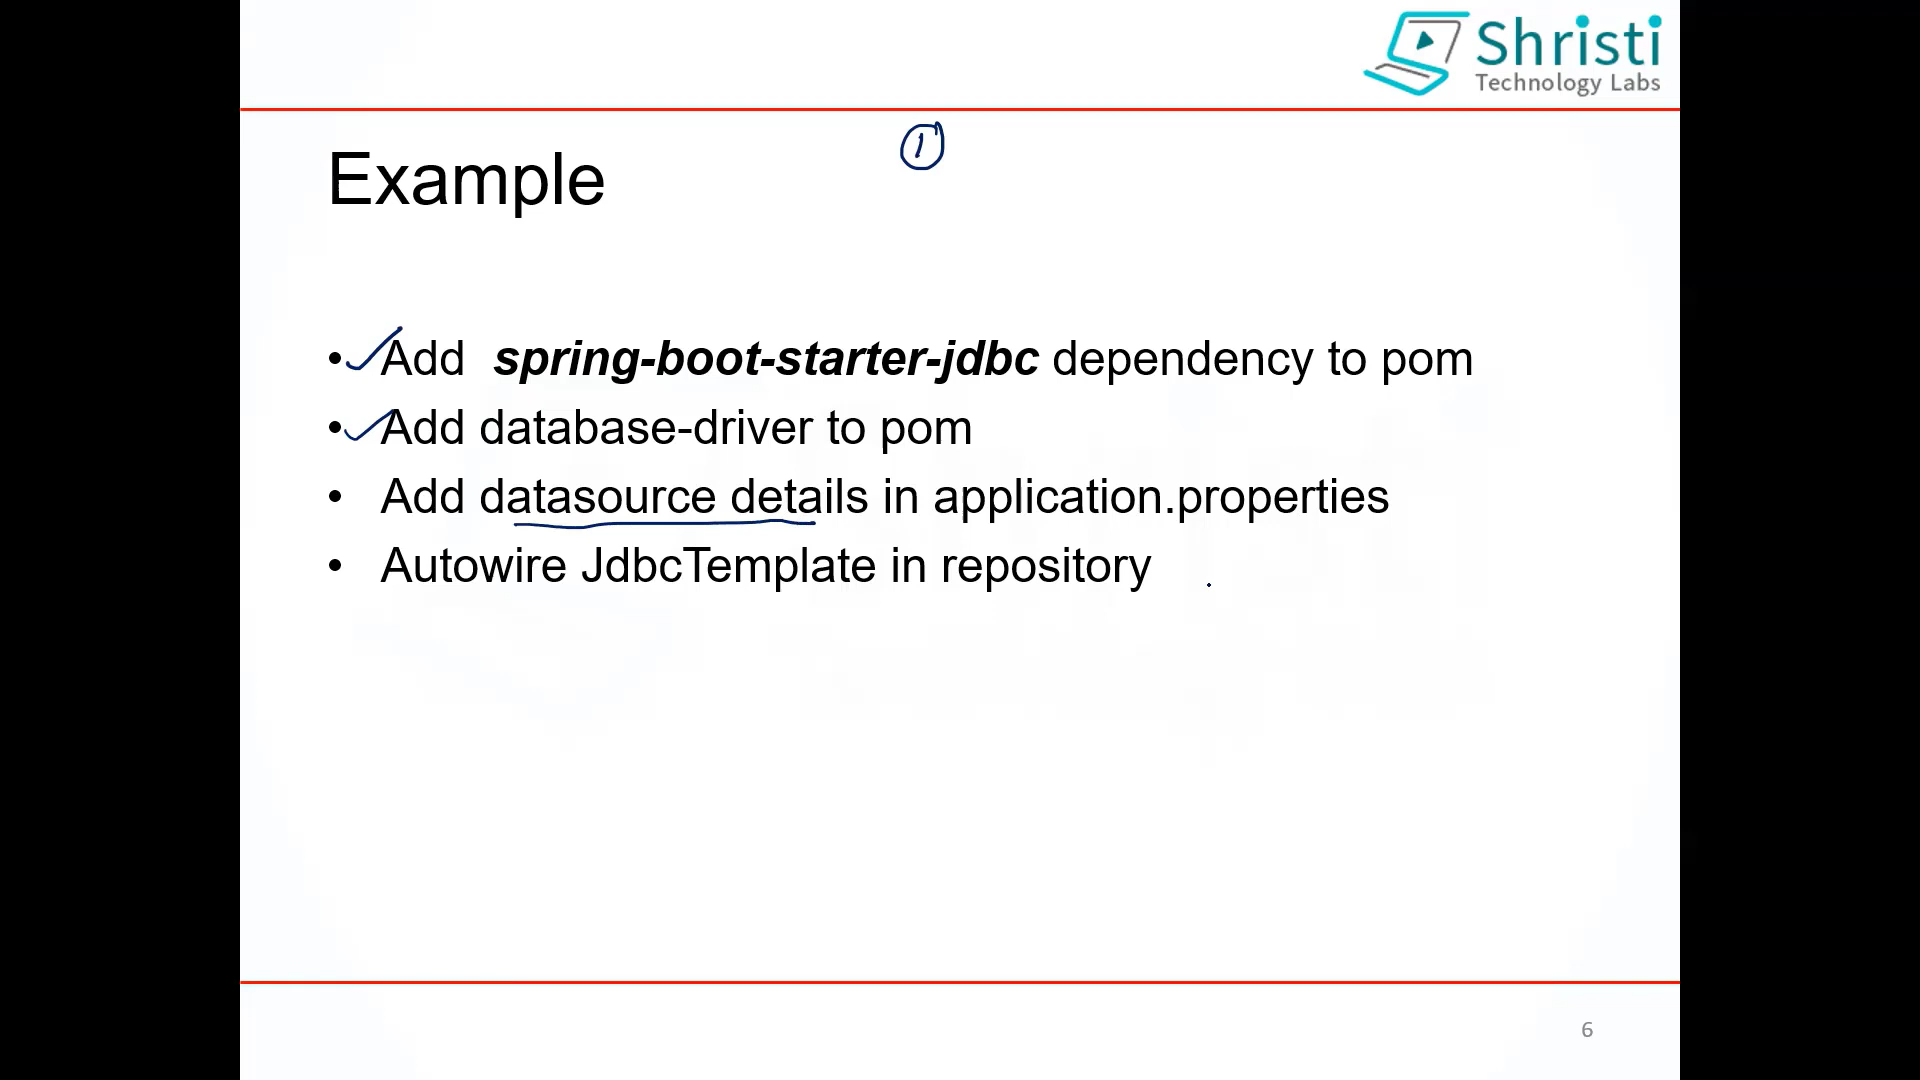 Shristi
Technology Labs
1
Example
• Add spring-boot-starter-jdbc dependency to pom
• Add database-driver to pom
• Add datasource details in application.properties
• Autowire JdbcTemplate in repository
6